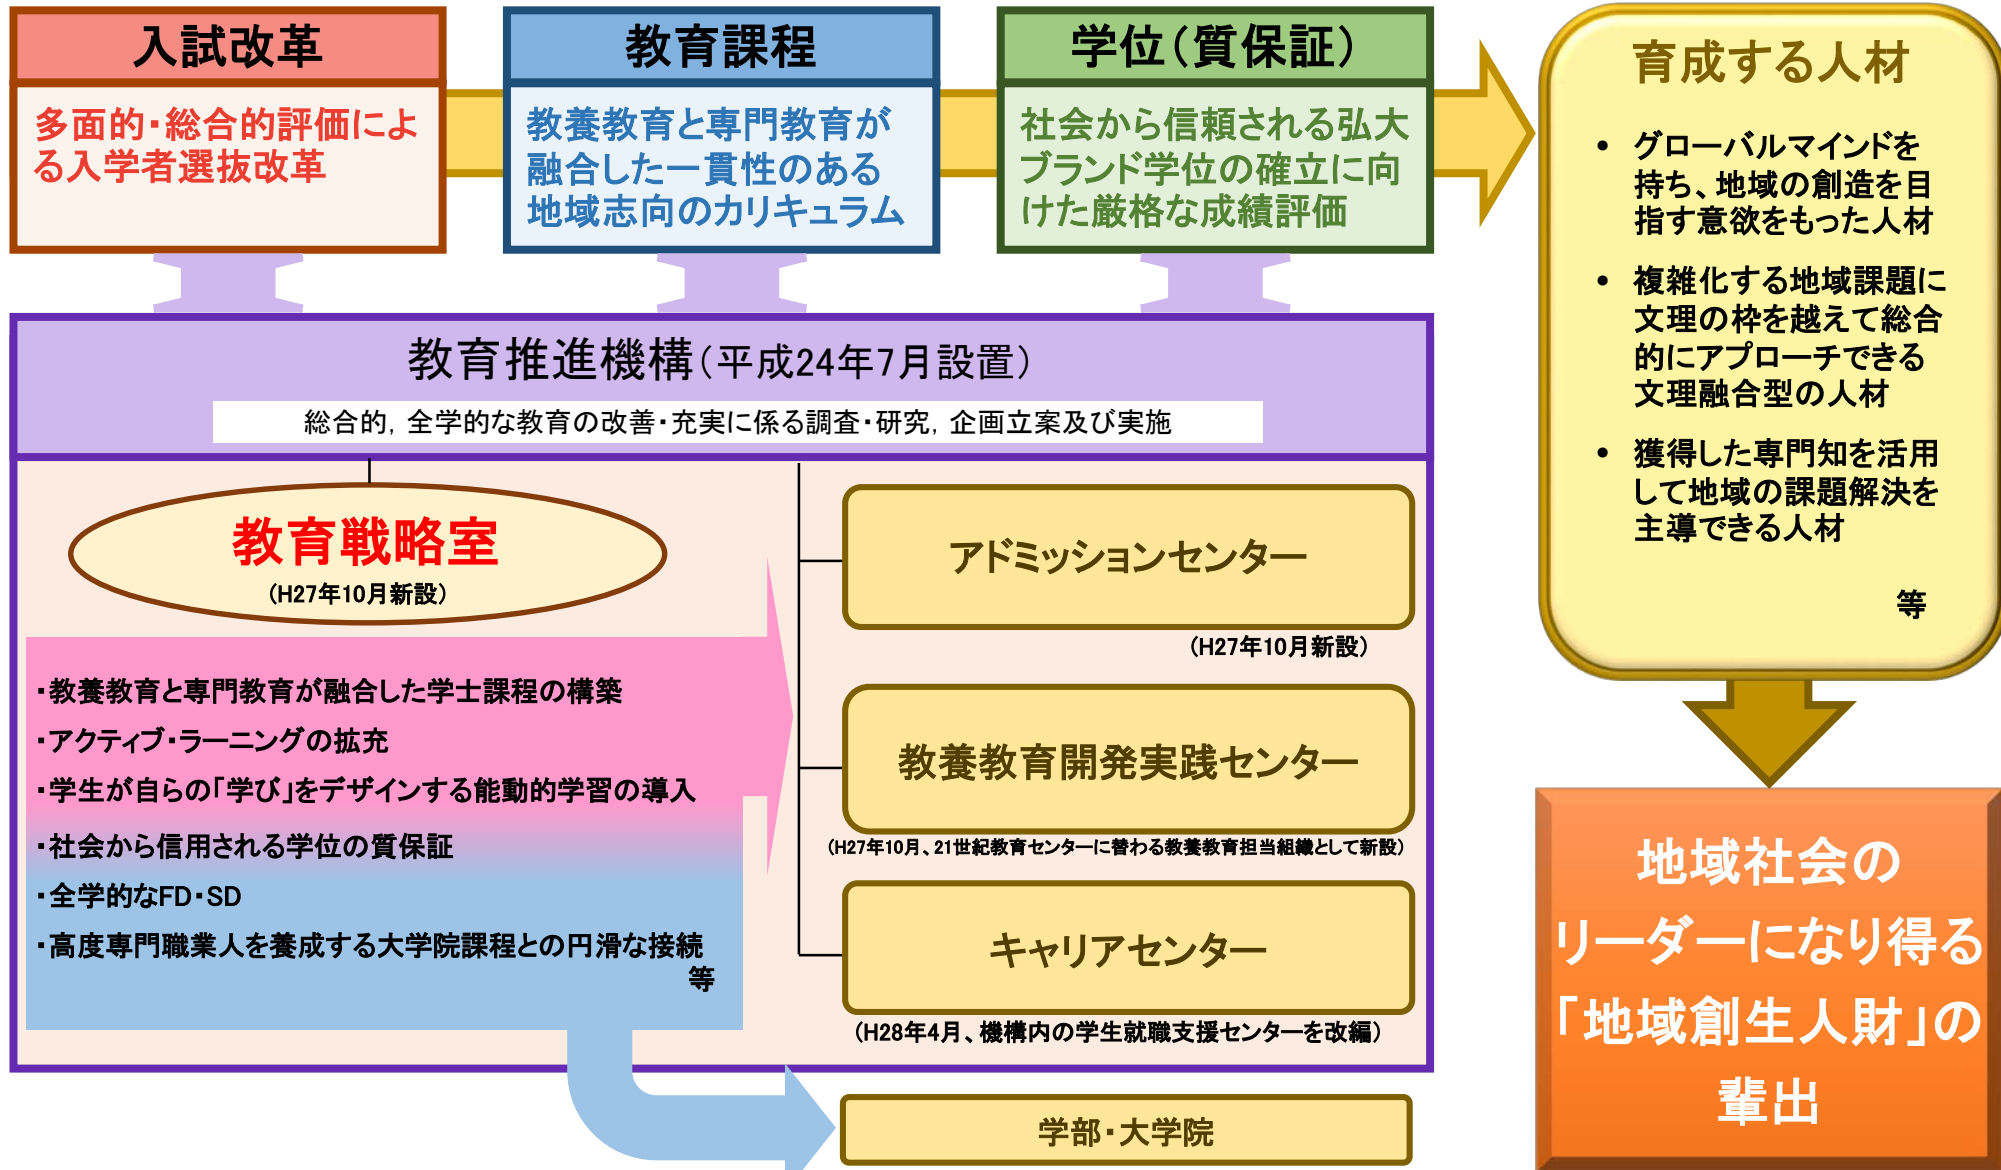 入試改革
多面的・総合的評価によ
る入学者選抜改革
教育課程
教養教育と専門教育が
融合した一貫性のある
地域志向のカリキュラム
学位（質保証）
社会から信頼される弘大
ブランド学位の確立に向
けた厳格な成績評価
育成する人材
• グローバルマインドを
持ち、地域の創造を目
指す意欲をもった人材
• 複雑化する地域課題に
文理の枠を越えて総合
的にアプローチできる
文理融合型の人材
• 獲得した専門知を活用
して地域の課題解決を
主導できる人材
等
教育推進機構（平成24年7月設置）
総合的，全学的な教育の改善・充実に係る調査・研究，企画立案及び実施
教育戦略室
（H27年10月新設）
・教養教育と専門教育が融合した学士課程の構築
・アクティブ・ラーニングの拡充
・学生が自らの「学び」をデザインする能動的学習の導入
・社会から信用される学位の質保証
・全学的なFD・SD
・高度専門職業人を養成する大学院課程との円滑な接続
等
アドミッションセンター
（H27年10月新設）
教養教育開発実践センター
（H27年10月、21世紀教育センターに替わる教養教育担当組織として新設）
キャリアセンター
（H28年4月、機構内の学生就職支援センターを改編）
学部・大学院
地域社会の
リーダーになり得る
「地域創生人財」の
輩出